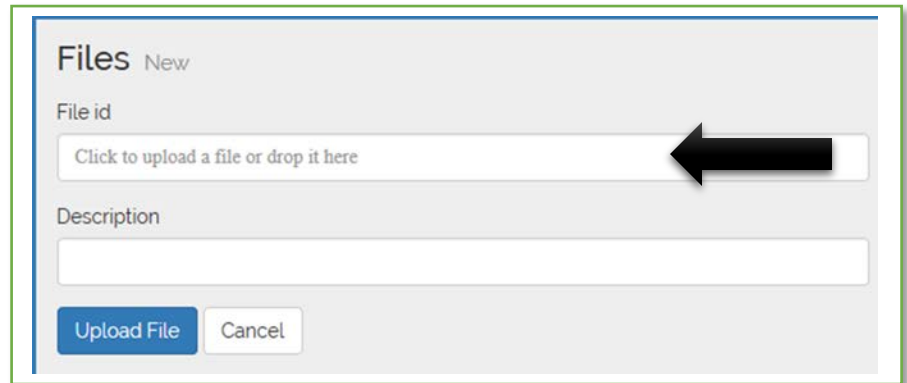 Files New
File id
Click to upload a file or drop it here
Description
Upload File Cancel